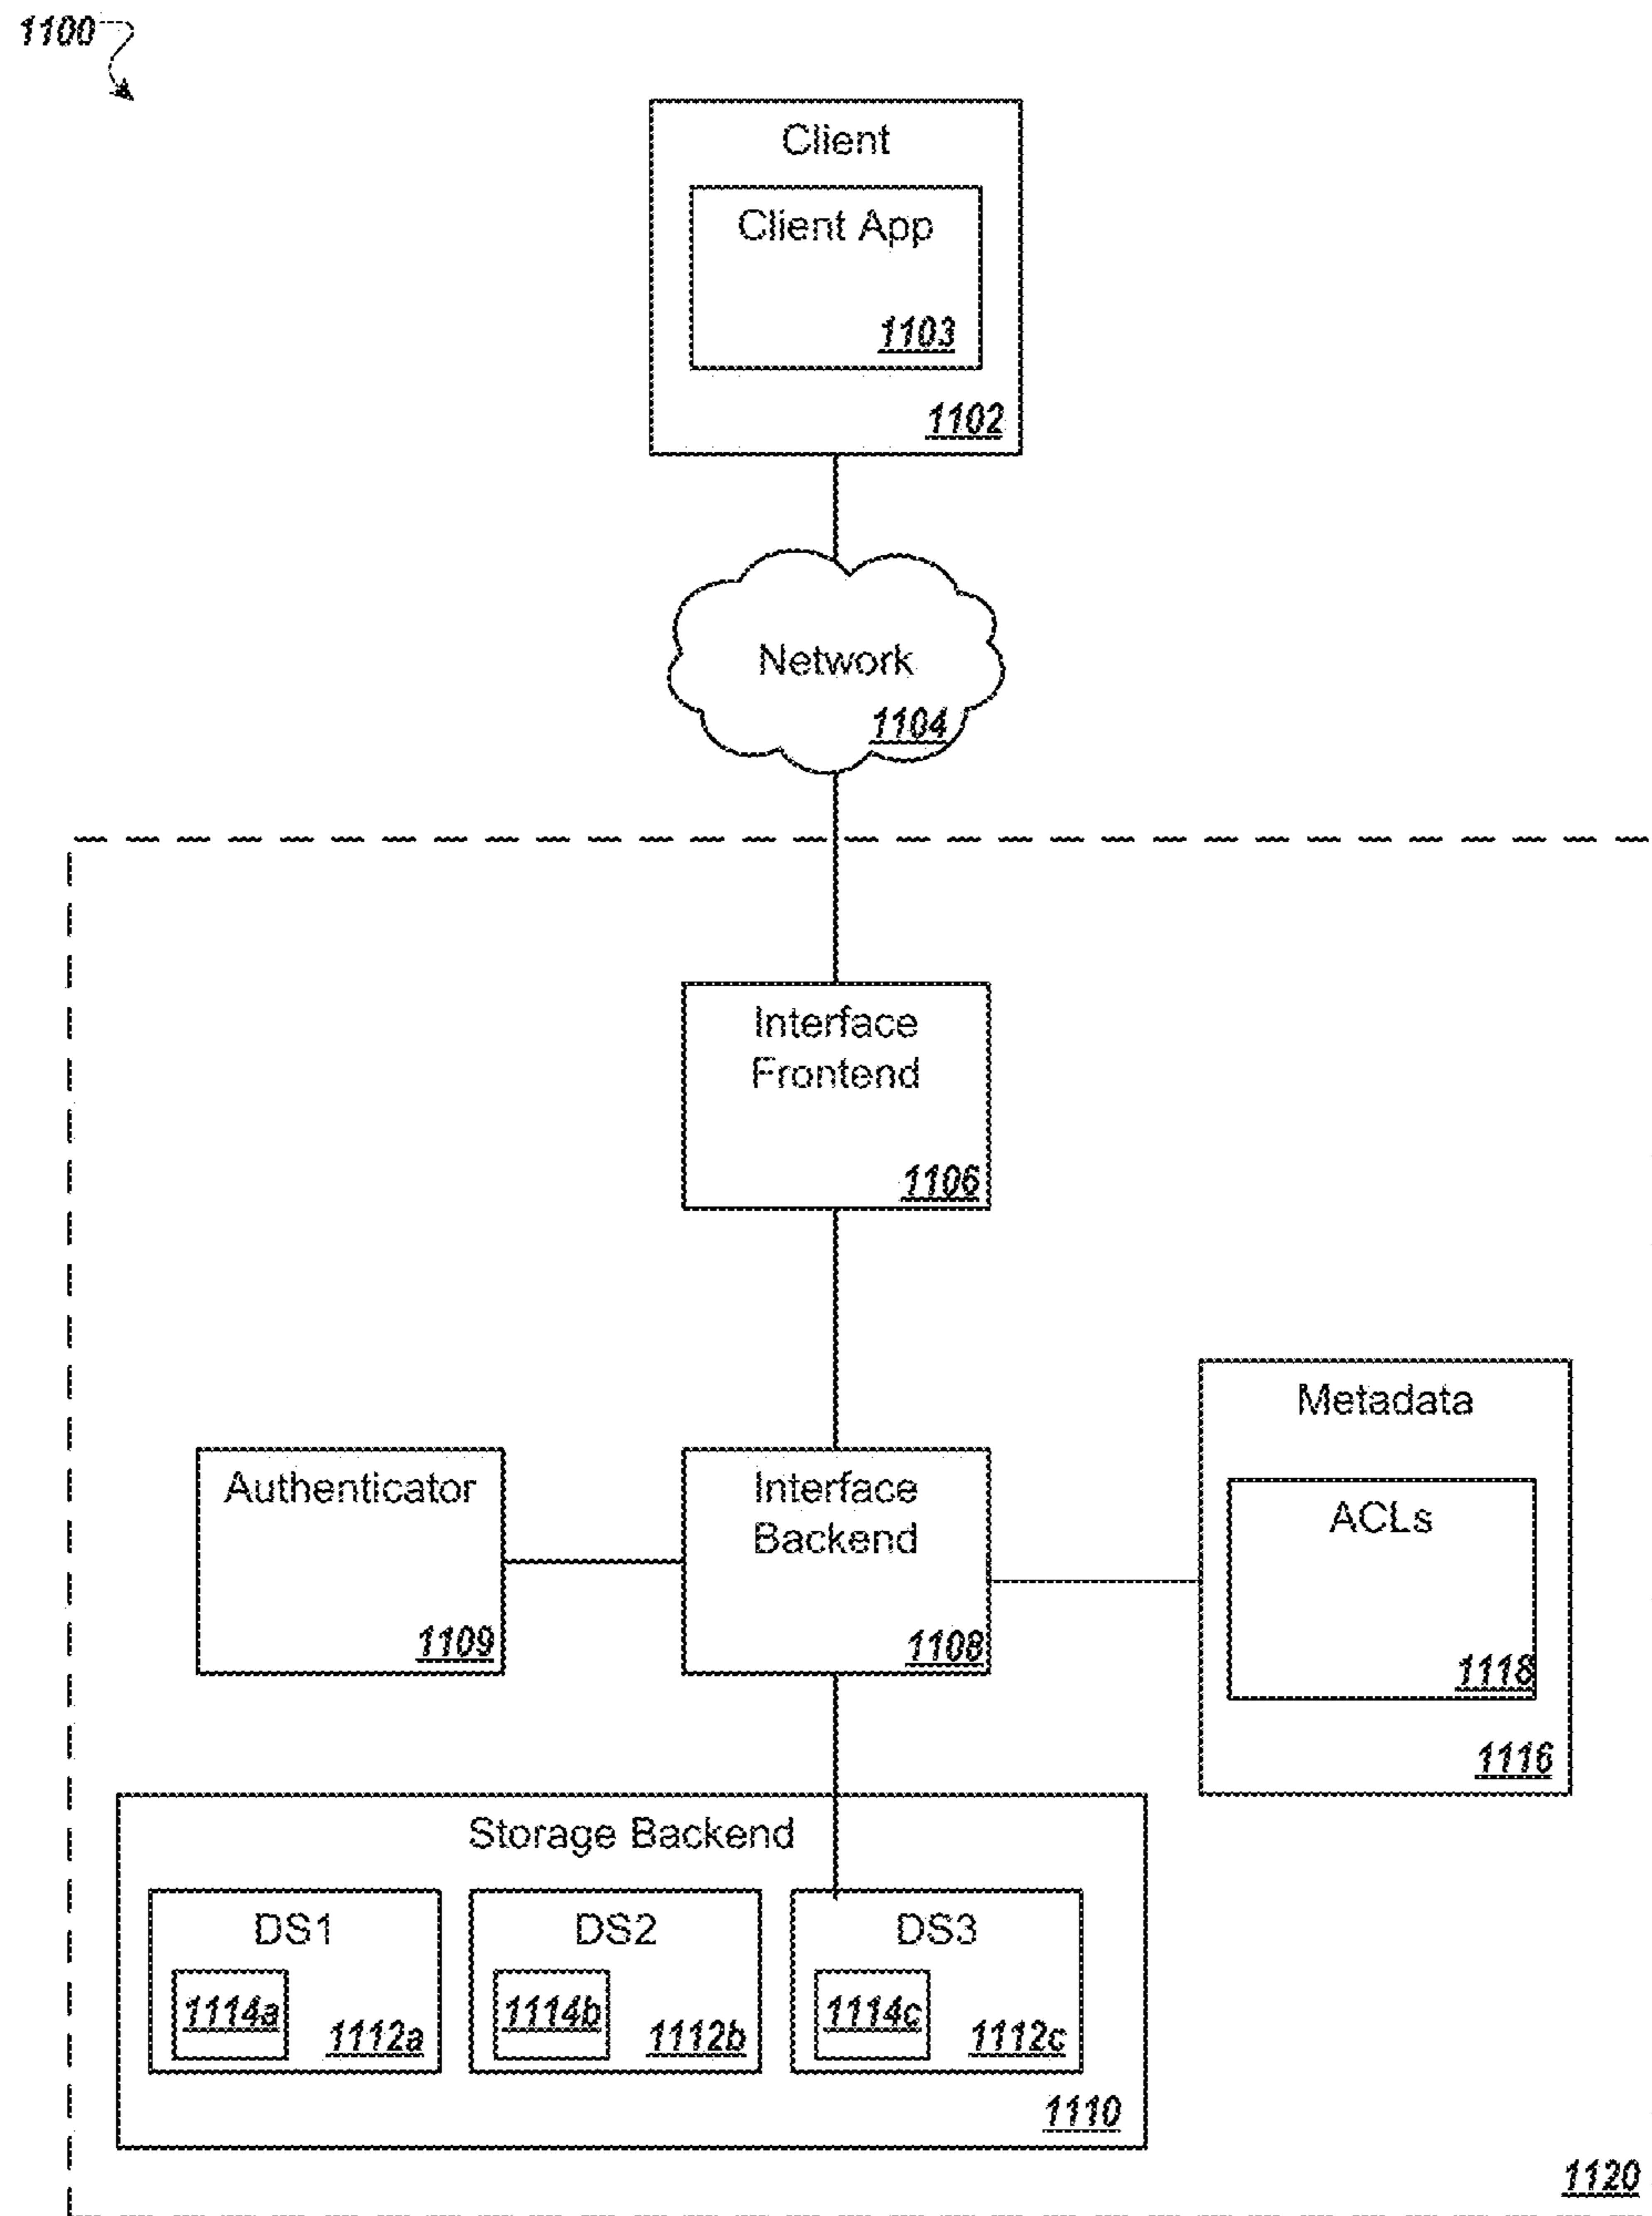 1100
Client
Client App
1103
1102
Network
1104
Interface
Frontend
1106
Metadata
Authenticator
Interface
Backend
ACLs
1109
1108
1118
1116
Storage Backend
DS1
DS2
DS3
1114a
1112a
1114b
1112b
1114c
1112c
1110
1120